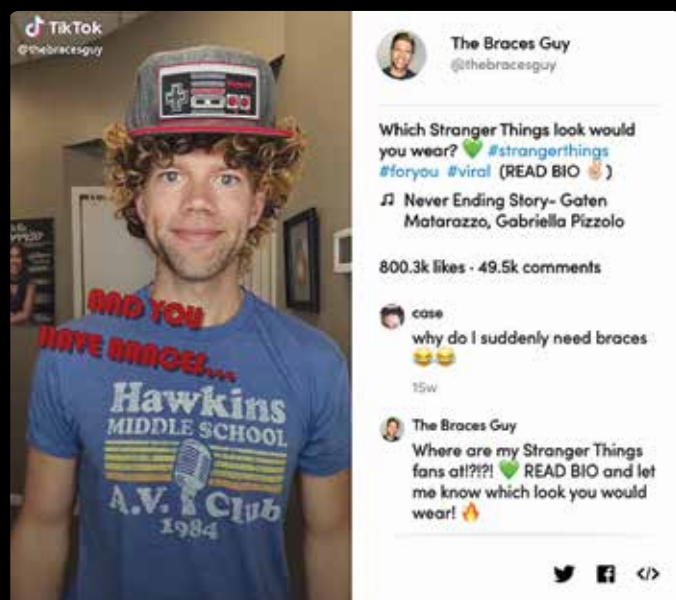 TikTok
@thebracesguy
AND YOU
HAVE BRACES...
Hawkins
MIDDLE SCHOOL
A.V. Club
1984
The Braces Guy
@thebracesguy
Which Stranger Things look would
you wear? 💚 #strangerthings
#foryou #viral (READ BIO ✌🏻)
♫ Never Ending Story- Gaten
Matarazzo, Gabriella Pizzolo
800.3k likes · 49.5k comments
case
why do I suddenly need braces
😂😂
15w
The Braces Guy
Where are my Stranger Things
fans at!?!?! 💚 READ BIO and let
me know which look you would
wear! 🔥